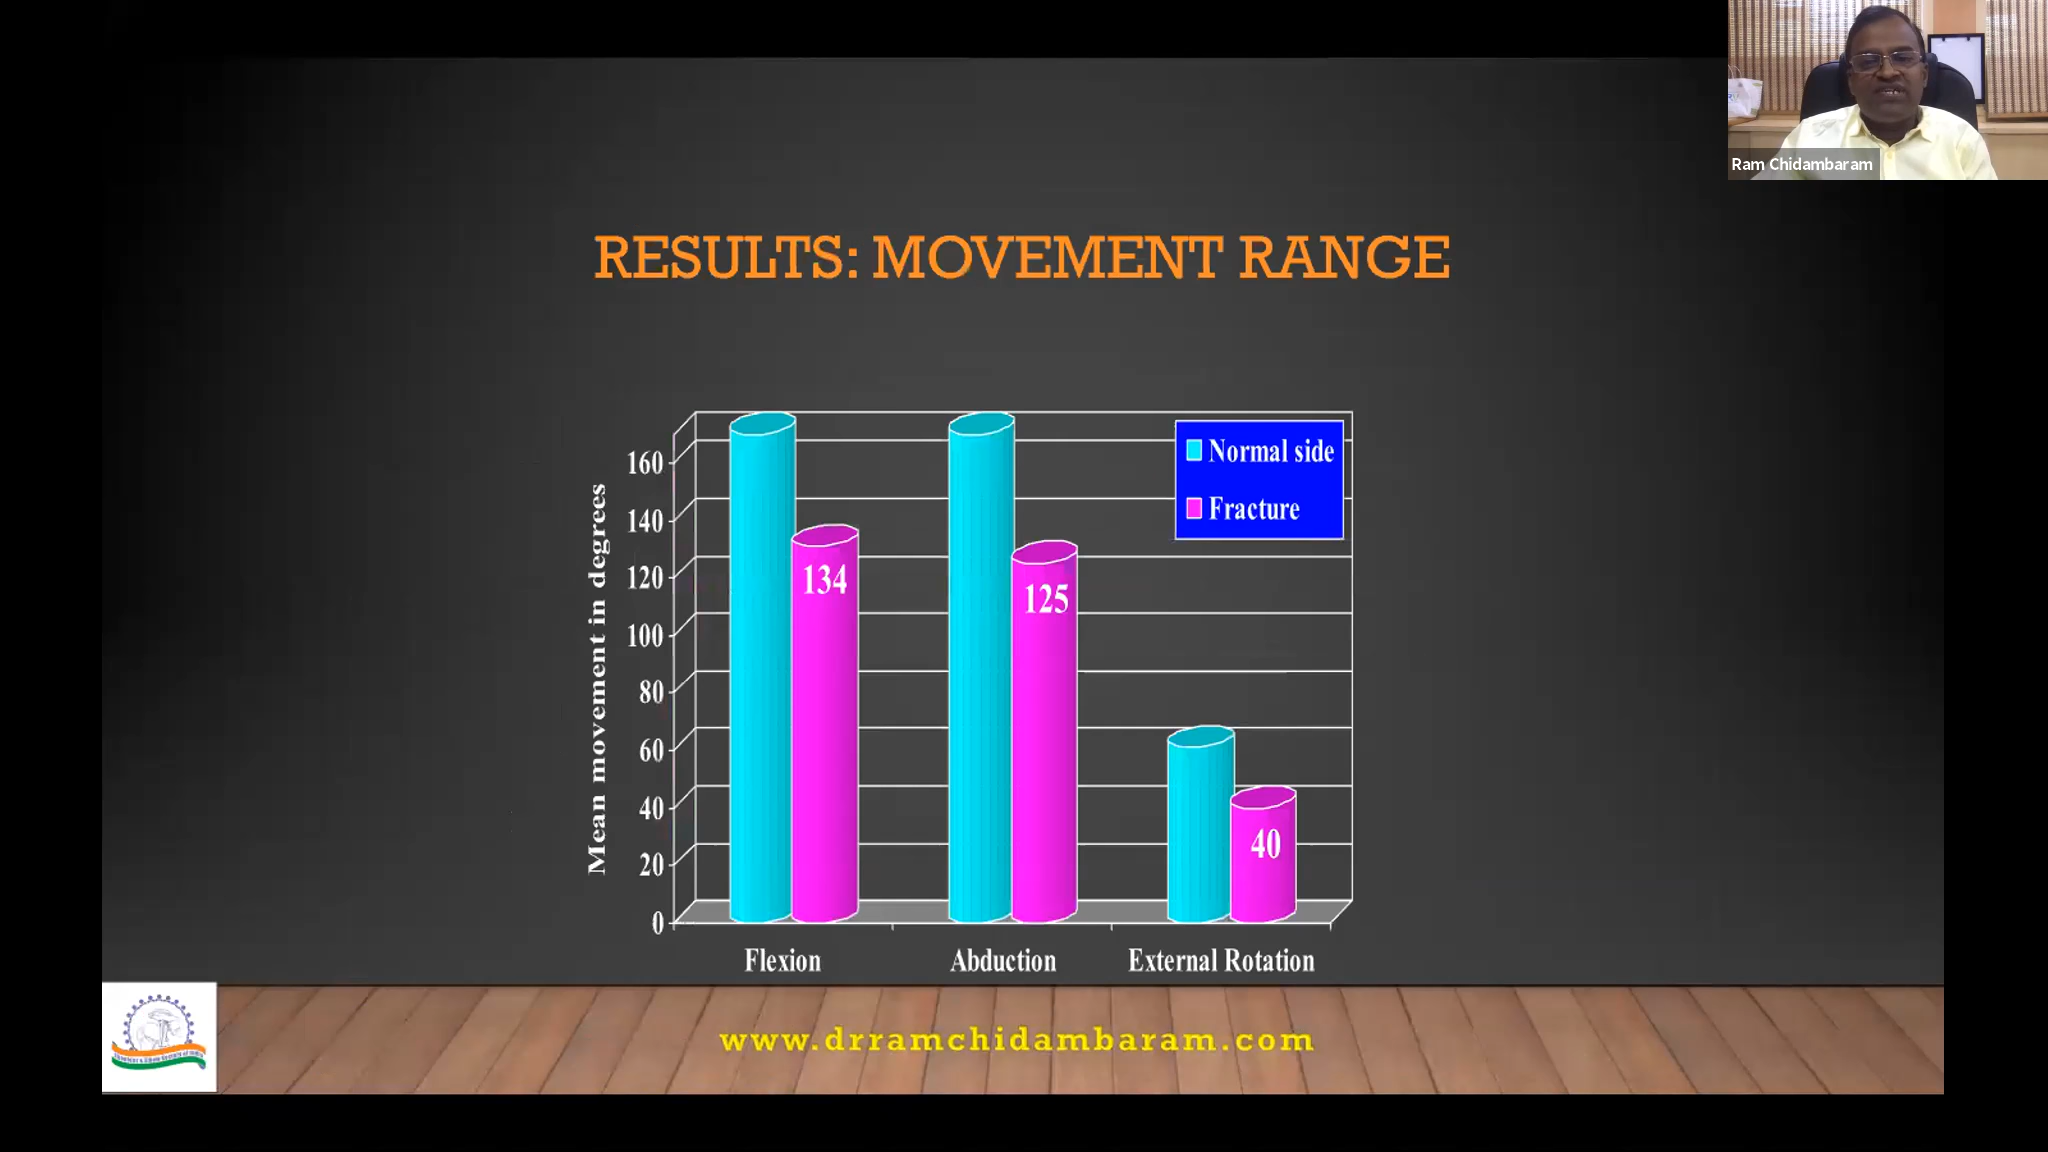 Ram Chidambaram
RESULTS: MOVEMENT RANGE
Normal side
Fracture
Mean movement in degrees
160
140
120
100
80
60
40
20
0
134
125
40
Flexion
Abduction
External Rotation
www.drramchidambaram.com